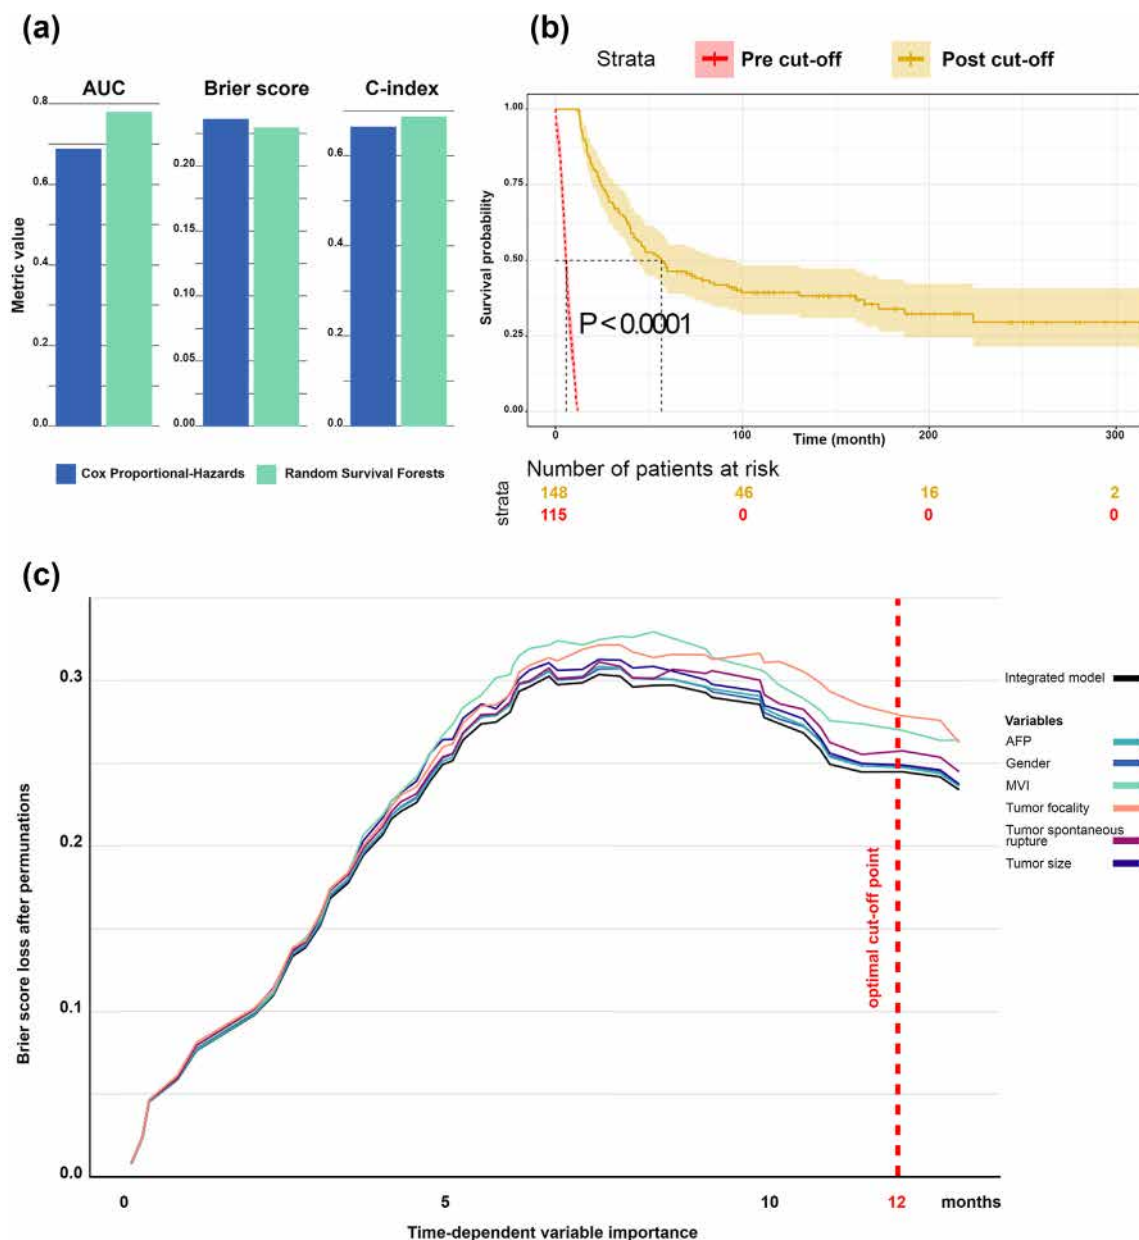 (a)
AUC
Brier score
C-index
Metric value
0.8
0.6
0.4
0.2
0.0
0.20
0.15
0.00
0.05
0.00
0.6
0.4
0.2
0.0
Cox Proportional-Hazards
Random Survival Forests
(b)
Strata
Pre cut-off
Post cut-off
Survival probability
1.00
0.75
0.50
0.25
0.00
P < 0.0001
0
100
200
300
Time (month)
Number of patients at risk
strata
148 46 16 2
115 0 0 0
(c)
Brier score loss after permunations
0.3
0.2
0.1
0.0
optimal cut-off point
0 5 10 12 months
Time-dependent variable importance
Integrated model
Variables
AFP
Gender
MVI
Tumor focality
Tumor spontaneous
rupture
Tumor size